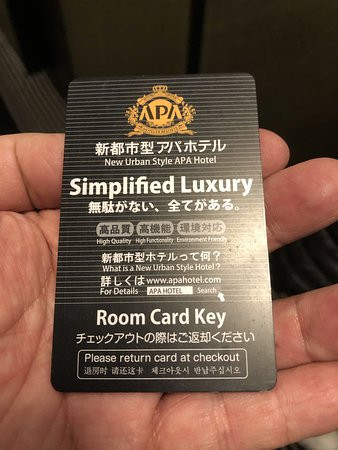 APA
新都市型アパホテル
New Urban Style APA Hotel
Simplified Luxury
無駄がない、全てがある。
高品質 高機能 環境対応
High Quality High Functionality Environment Friendly
新都市型ホテルって何?
What is a New Urban Style Hotel?
詳しくは www.apahotel.com
For Details APA HOTEL Search
Room Card Key
チェックアウトの際はご返却ください
Please return card at checkout
退房时 请还这卡 체크아웃시 반납주십시오